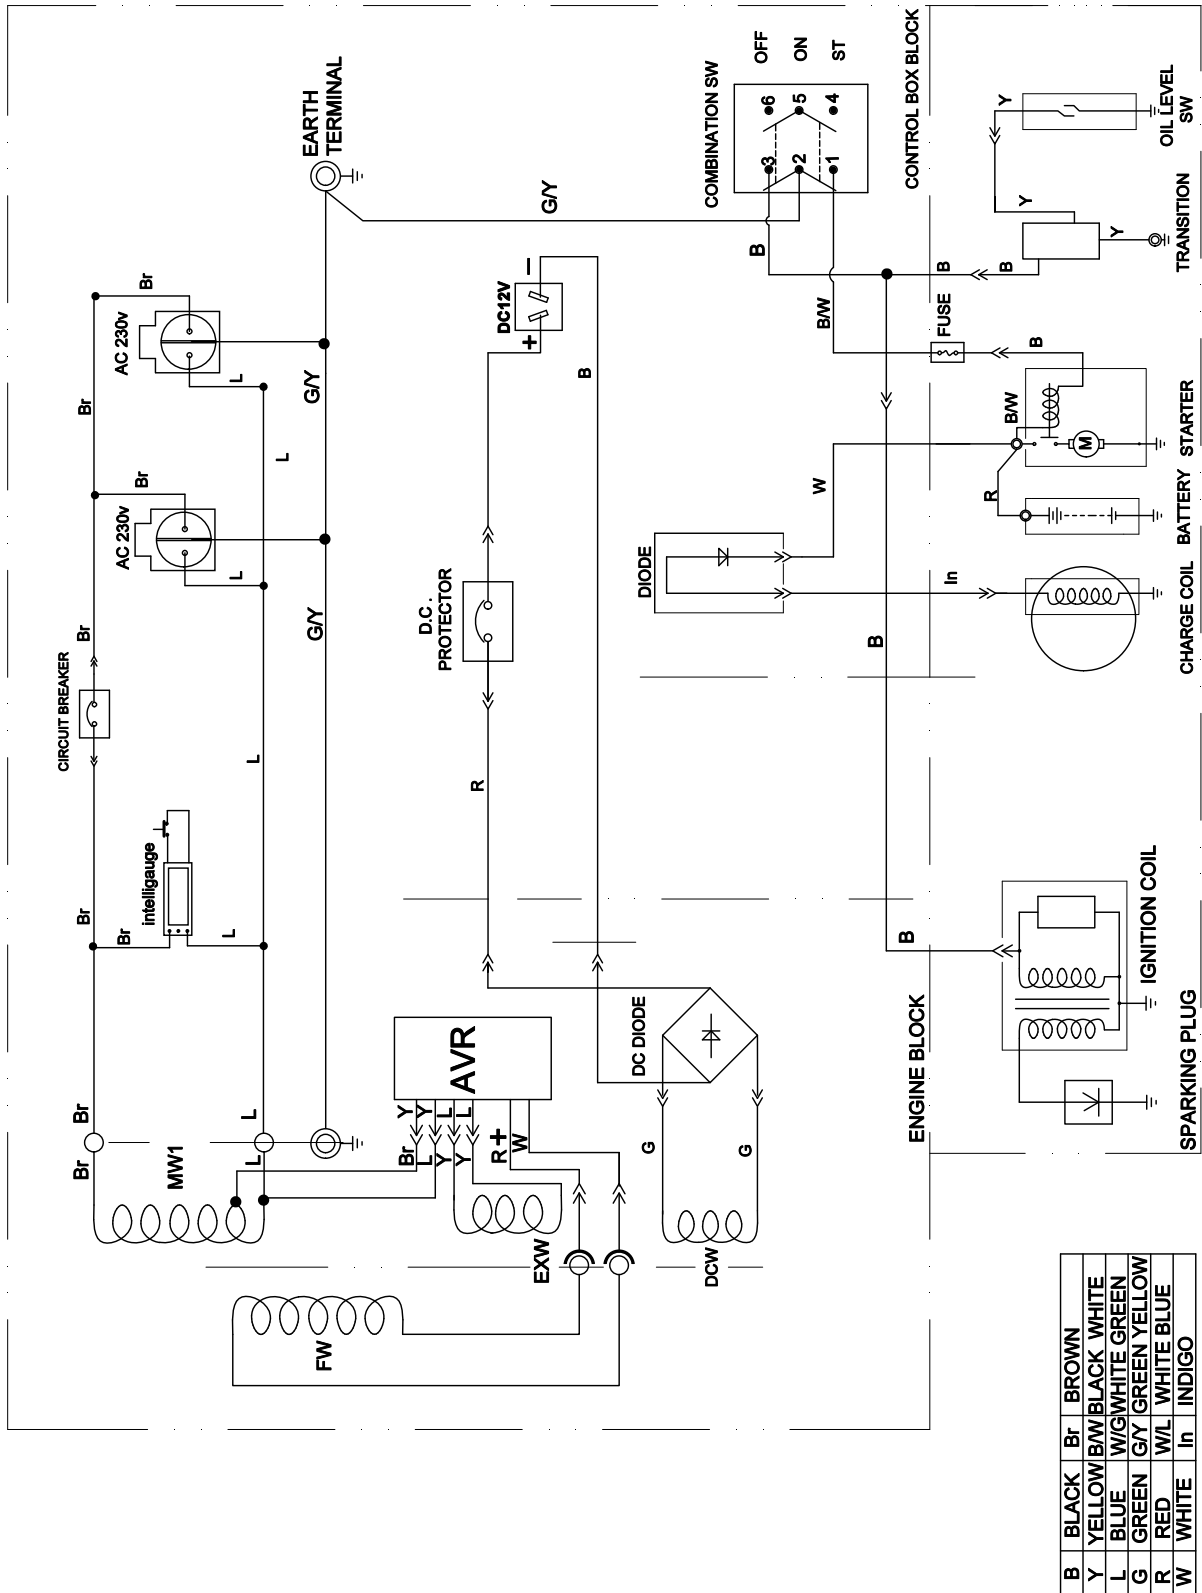 EARTH
TERMINAL
Br
AC 230v
L
G/Y
Br
L
Br
AC 230v
L
G/Y
Br
CIRCUIT BREAKER
L
Br
intelligauge
Br
L
Br
L
Br
L
MW1
OFF
ON
ST
COMBINATION SW
6
5
4
3
2
1
G/Y
B
B/W
DC12V
+
−
B
D.C.
PROTECTOR
R
DIODE
W
B
AVR
Y
Y
L
L
Br
L
Y
Y
R
+
W
EXW
FW
DC DIODE
G
G
DCW
CONTROL BOX BLOCK
OIL LEVEL
SW
Y
Y
Y
TRANSITION
B
B
FUSE
B
B/W
M
STARTER
R
BATTERY
In
CHARGE COIL
B
ENGINE BLOCK
IGNITION COIL
SPARKING PLUG
B BLACK Br BROWN
Y YELLOW B/W BLACK WHITE
L BLUE W/G WHITE GREEN
G GREEN G/Y GREEN YELLOW
R RED W/L WHITE BLUE
W WHITE In INDIGO